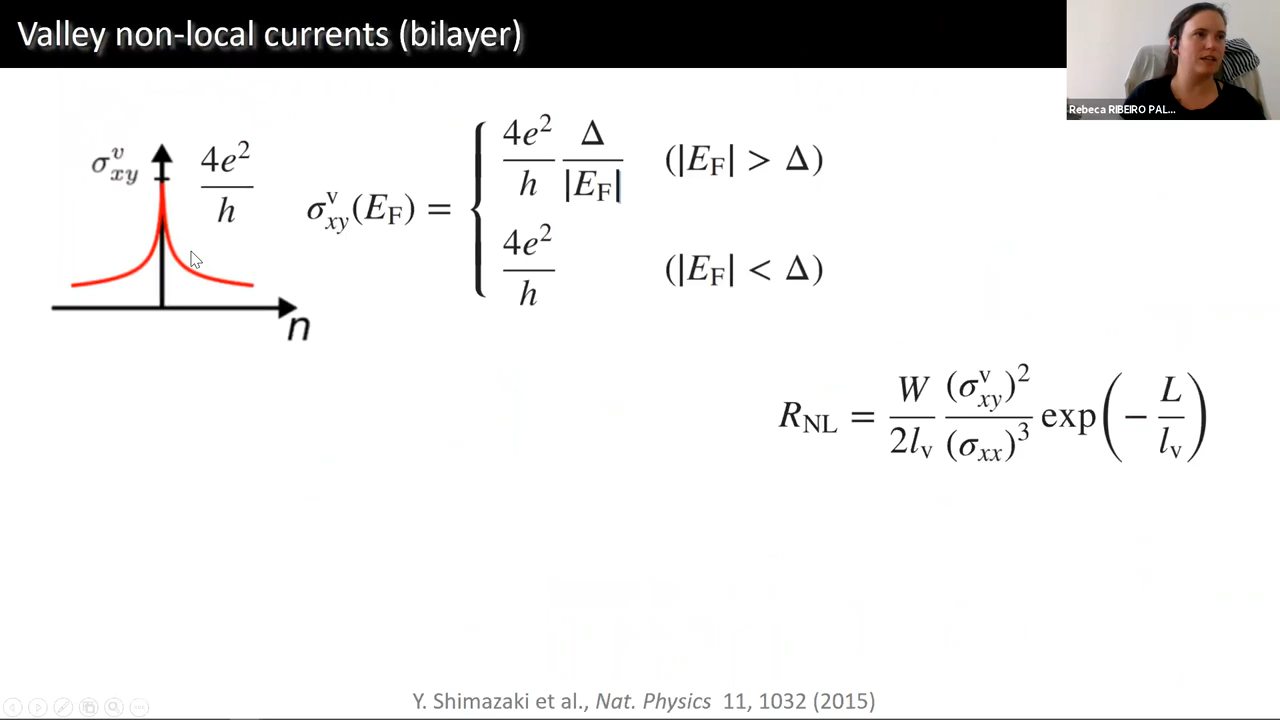 Valley non-local currents (bilayer)
Rebeca RIBEIRO PAL...
σ^v_xy
4e²/h
n
σ^v_xy(E_F) = { 4e²/h Δ/|E_F| (|E_F| > Δ)
4e²/h (|E_F| < Δ)
R_NL = W/2l_v (σ^v_xy)²/(σ_xx)³ exp(− L/l_v)
Y. Shimazaki et al., Nat. Physics 11, 1032 (2015)